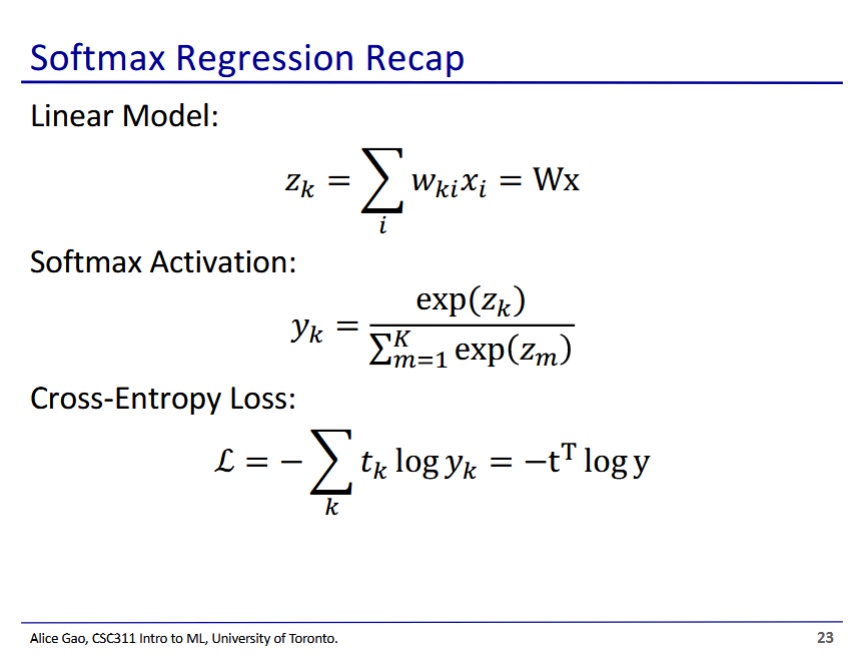 Softmax Regression Recap
Linear Model:
$z_k = \sum_i w_{ki} x_i = \mathrm{Wx}$
Softmax Activation:
$y_k = \frac{\exp(z_k)}{\sum_{m=1}^{K} \exp(z_m)}$
Cross-Entropy Loss:
$\mathcal{L} = -\sum_k t_k \log y_k = -\mathrm{t}^{\mathrm{T}} \log \mathrm{y}$
Alice Gao, CSC311 Intro to ML, University of Toronto.
23